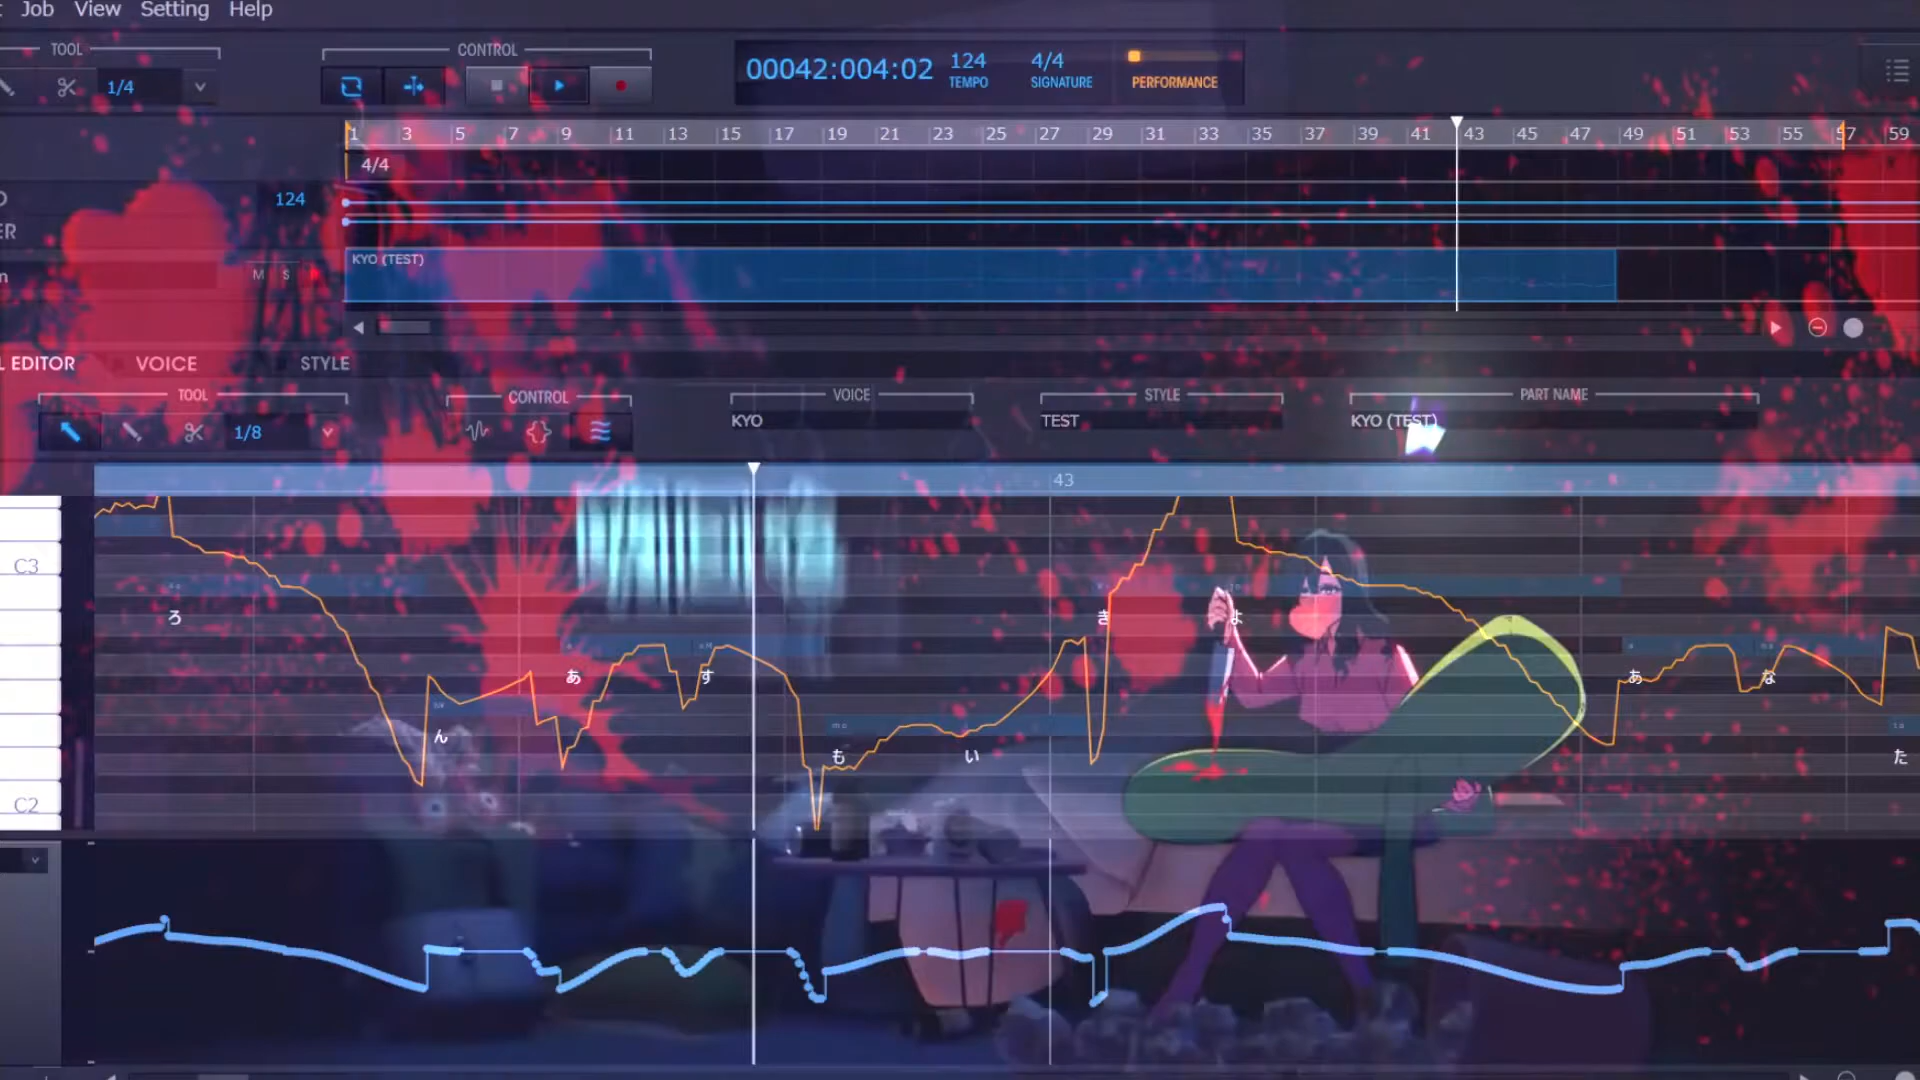 Job View Setting Help
TOOL CONTROL
1/4 00042:004:02 124 4/4
TEMPO SIGNATURE PERFORMANCE
1 3 5 7 9 11 13 15 17 19 21 23 25 27 29 31 33 35 37 39 41 43 45 47 49 51 53 55 57 59
4/4
124
ER
KYO (TEST)
M S
L EDITOR VOICE STYLE
TOOL CONTROL VOICE STYLE PART NAME
1/8 KYO TEST KYO (TEST)
43
C3
ろ き よ
あ す あ な
ん
も い た
C2